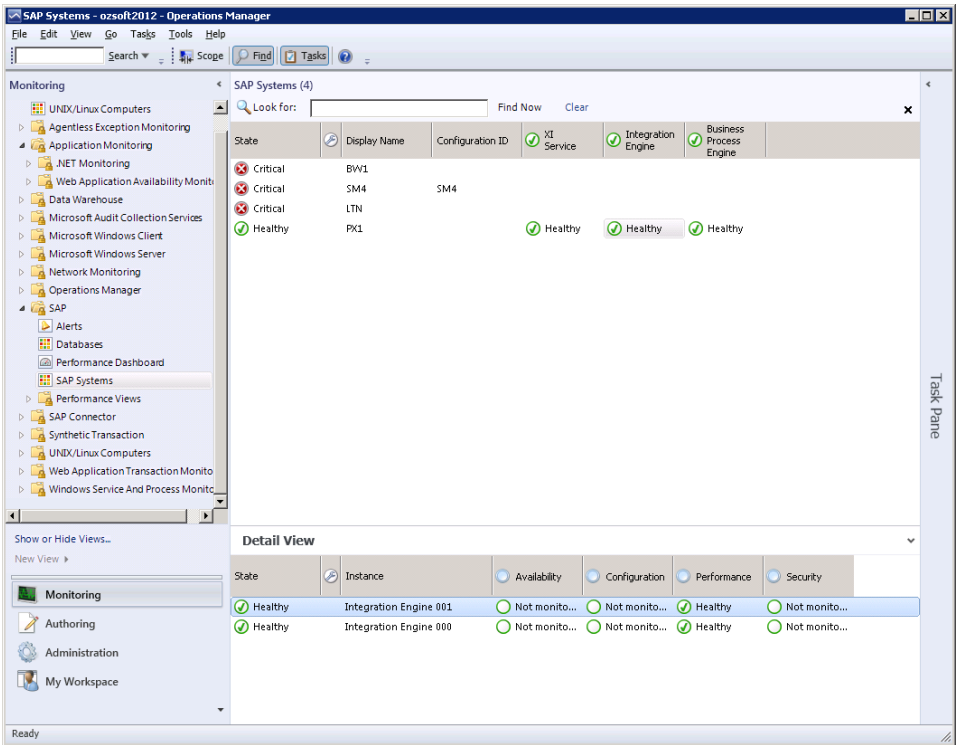 SAP Systems - ozsoft2012 - Operations Manager
File Edit View Go Tasks Tools Help
Search Scope Find Tasks
Monitoring
UNIX/Linux Computers
Agentless Exception Monitoring
Application Monitoring
.NET Monitoring
Web Application Availability Monit
Data Warehouse
Microsoft Audit Collection Services
Microsoft Windows Client
Microsoft Windows Server
Network Monitoring
Operations Manager
SAP
Alerts
Databases
Performance Dashboard
SAP Systems
Performance Views
SAP Connector
Synthetic Transaction
UNIX/Linux Computers
Web Application Transaction Monito
Windows Service And Process Monito
Show or Hide Views...
New View
Monitoring
Authoring
Administration
My Workspace
SAP Systems (4)
Look for: Find Now Clear
State Display Name Configuration ID XI Service Integration Engine Business Process Engine
Critical BW1
Critical SM4 SM4
Critical LTN
Healthy PX1 Healthy Healthy Healthy
Detail View
State Instance Availability Configuration Performance Security
Healthy Integration Engine 001 Not monito... Not monito... Healthy Not monito...
Healthy Integration Engine 000 Not monito... Not monito... Healthy Not monito...
Task Pane
Ready